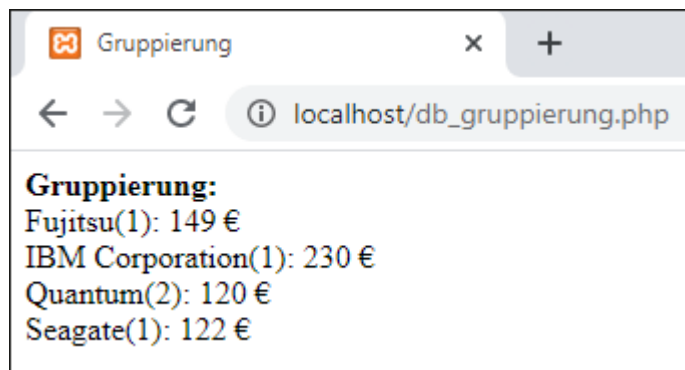 Gruppierung
localhost/db_gruppierung.php
Gruppierung:
Fujitsu(1): 149 €
IBM Corporation(1): 230 €
Quantum(2): 120 €
Seagate(1): 122 €